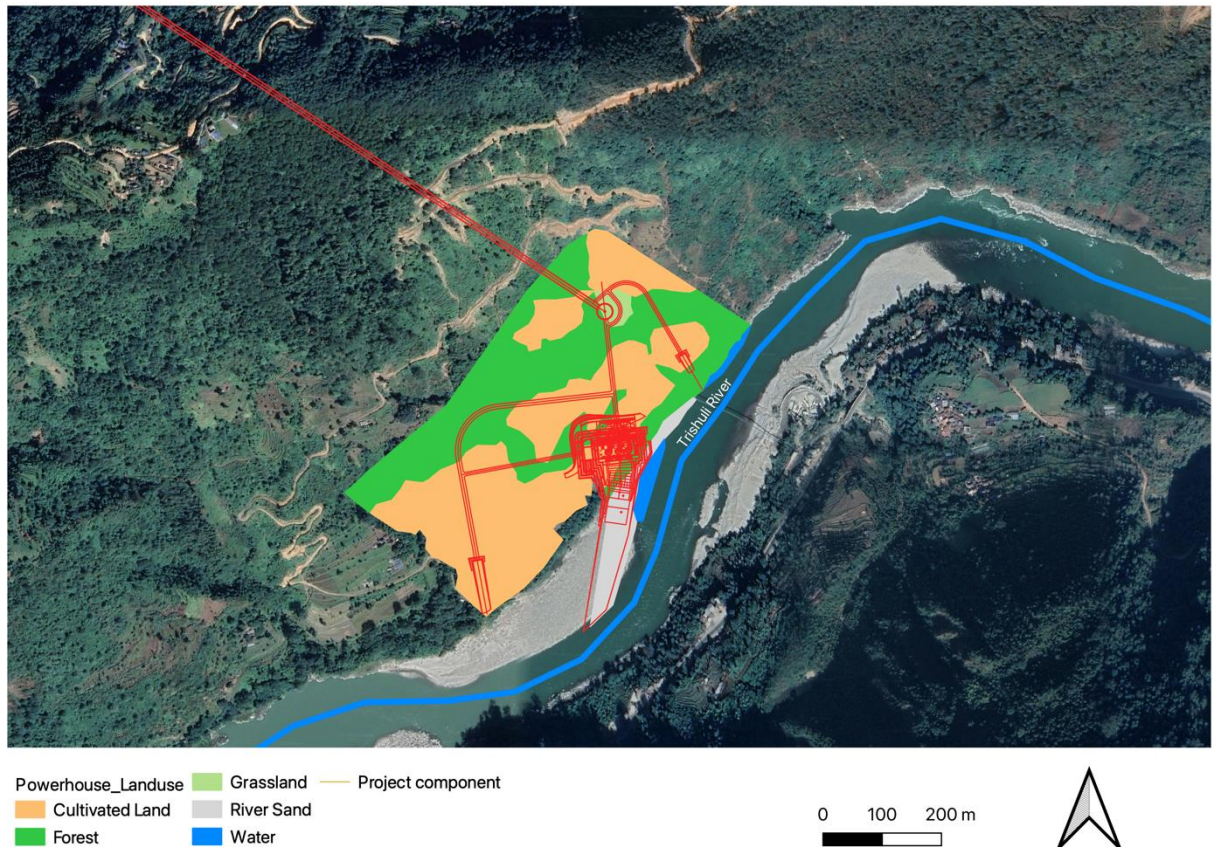 Trishuli River
Powerhouse_Landuse
Cultivated Land
Forest
Grassland
River Sand
Water
Project component
0 100 200 m